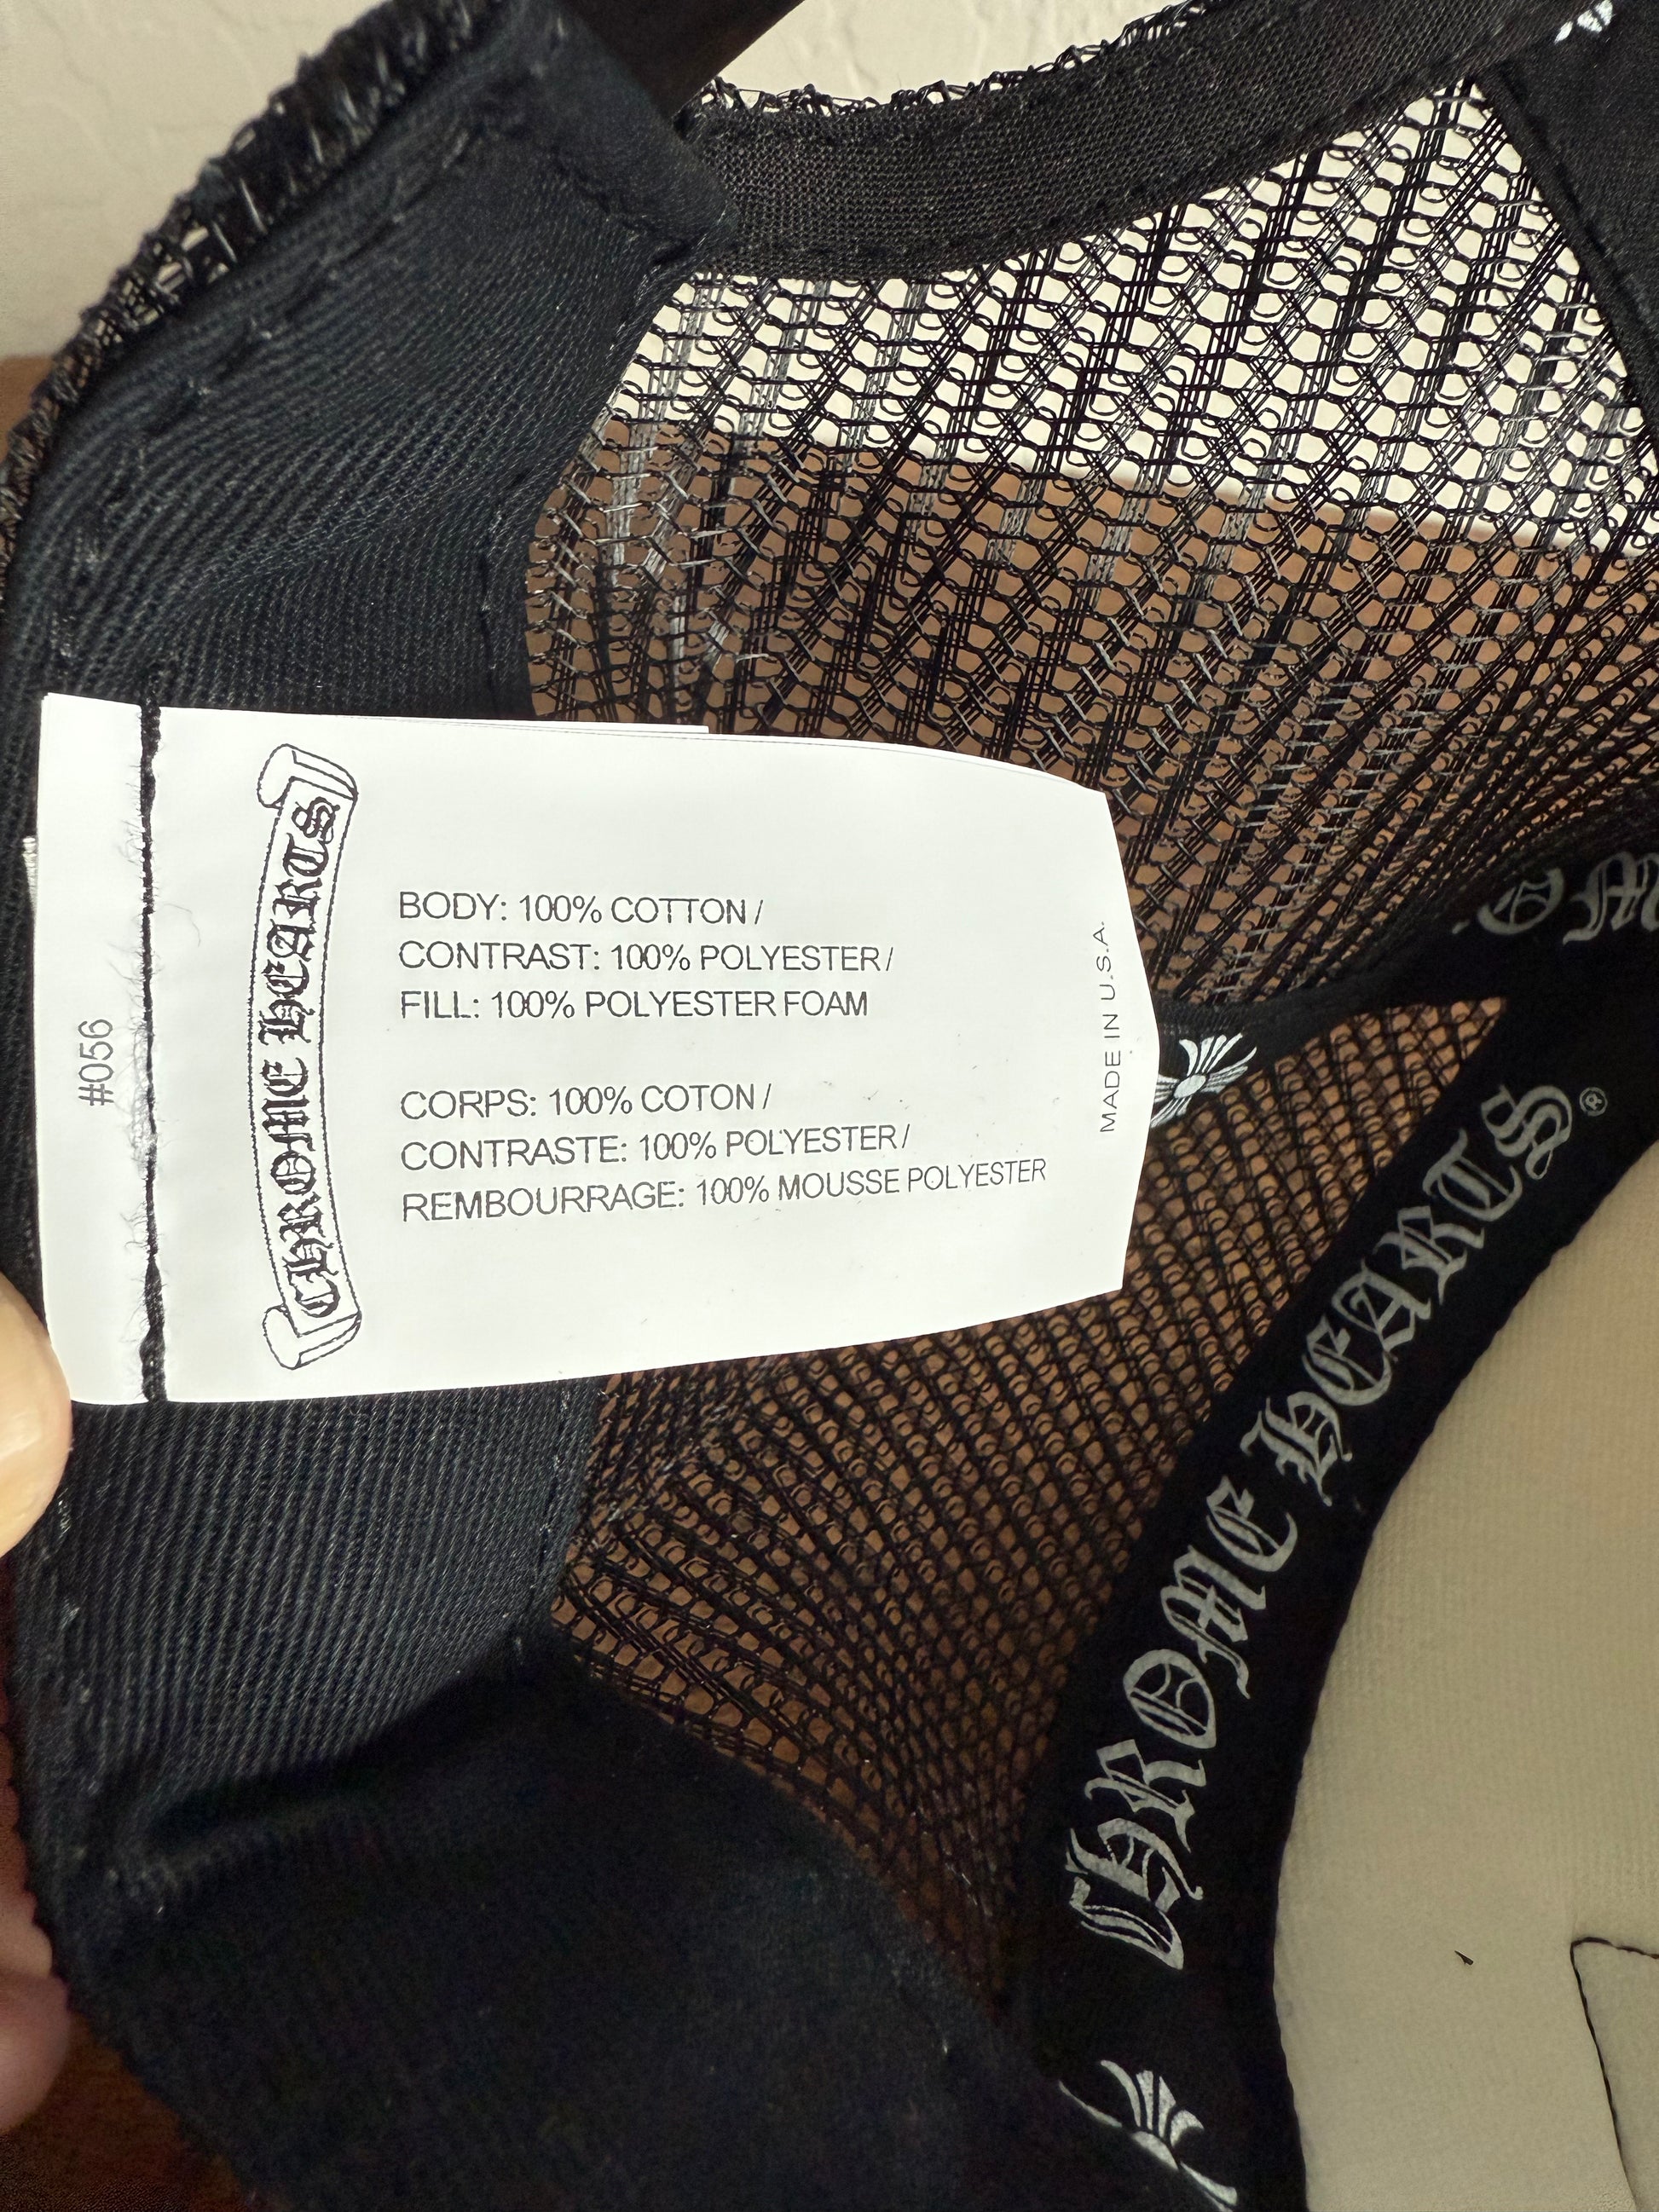 #056
CHROME HEARTS
BODY: 100% COTTON /
CONTRAST: 100% POLYESTER /
FILL: 100% POLYESTER FOAM
CORPS: 100% COTON /
CONTRASTE: 100% POLYESTER /
REMBOURRAGE: 100% MOUSSE POLYESTER
MADE IN U.S.A.
CHROME HEARTS®